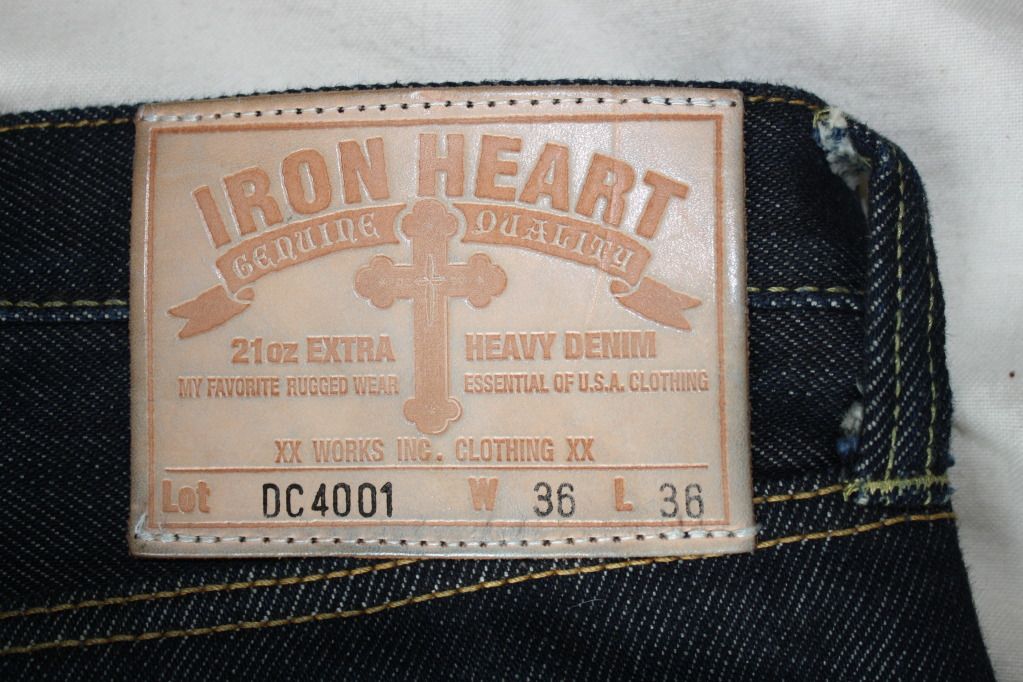 IRON HEART
GENUINE QUALITY
21oz EXTRA HEAVY DENIM
MY FAVORITE RUGGED WEAR ESSENTIAL OF U.S.A. CLOTHING
XX WORKS INC. CLOTHING XX
Lot DC4001 W 36 L 36